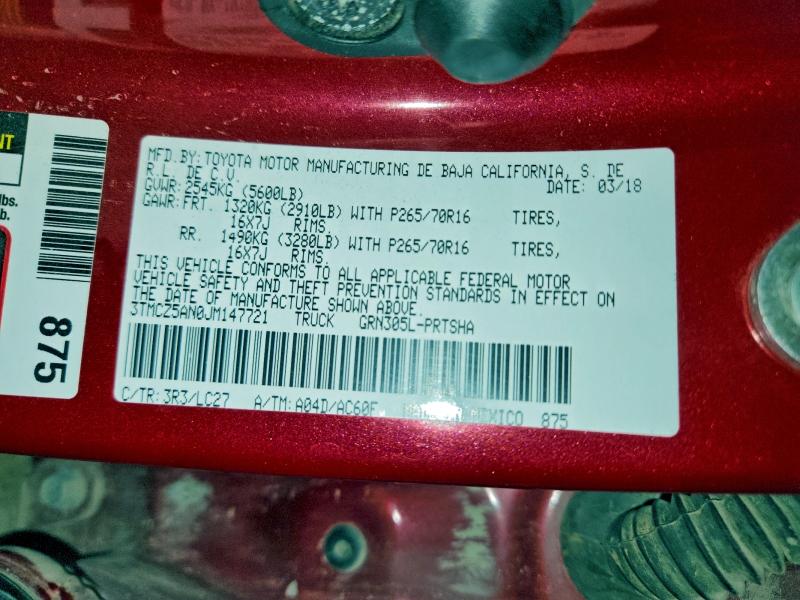 NT
lbs.
b.
875
MFD.BY:TOYOTA MOTOR MANUFACTURING DE BAJA CALIFORNIA, S. DE
R.L. DE C.V. DATE: 03/18
GVWR:2545KG (5600LB)
GAWR:FRT. 1320KG (2910LB) WITH P265/70R16 TIRES,
16X7J RIMS,
RR. 1490KG (3280LB) WITH P265/70R16 TIRES,
16X7J RIMS,
THIS VEHICLE CONFORMS TO ALL APPLICABLE FEDERAL MOTOR
VEHICLE SAFETY AND THEFT PREVENTION STANDARDS IN EFFECT ON
THE DATE OF MANUFACTURE SHOWN ABOVE.
3TMCZ5AN0JM147721 TRUCK GRN305L-PRTSHA
C/TR:3R3/LC27 A/TM:A04D/AC60F MEXICO 875